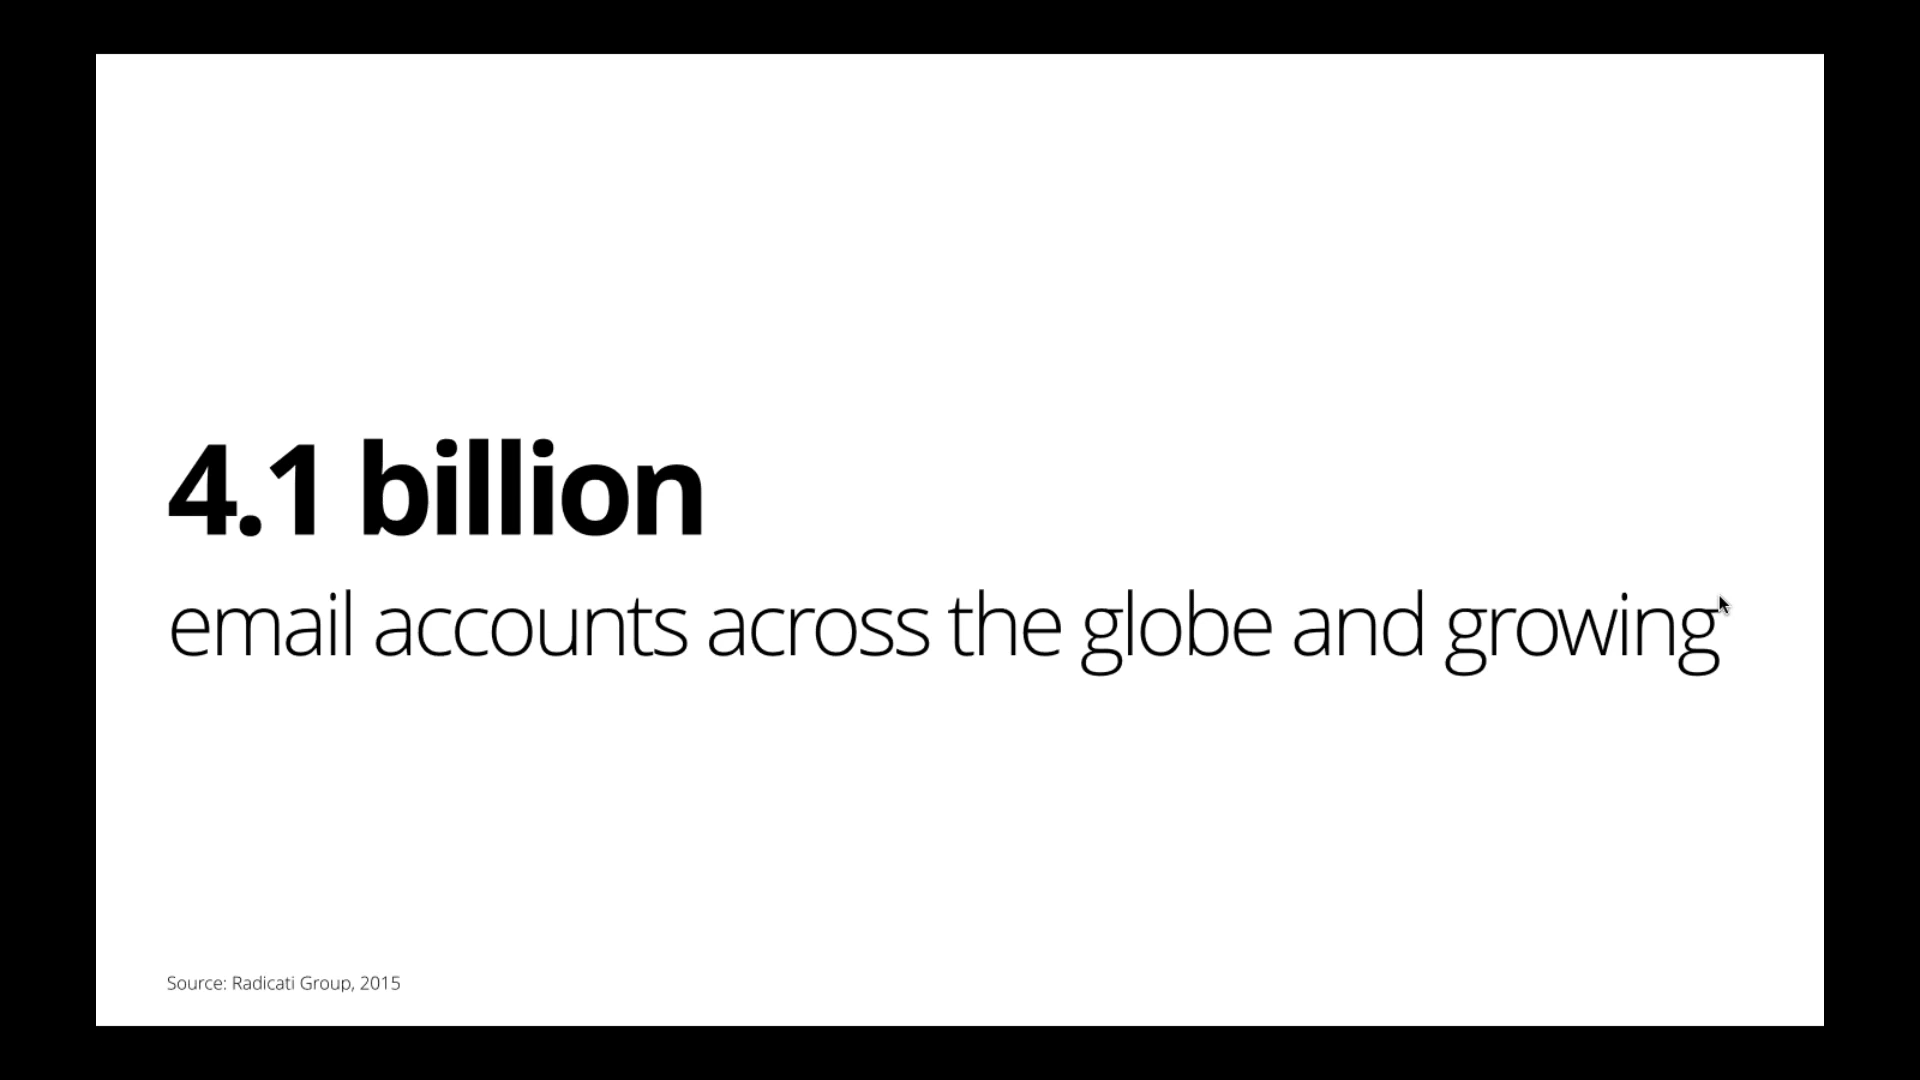 4.1 billion
email accounts across the globe and growing
Source: Radicati Group, 2015